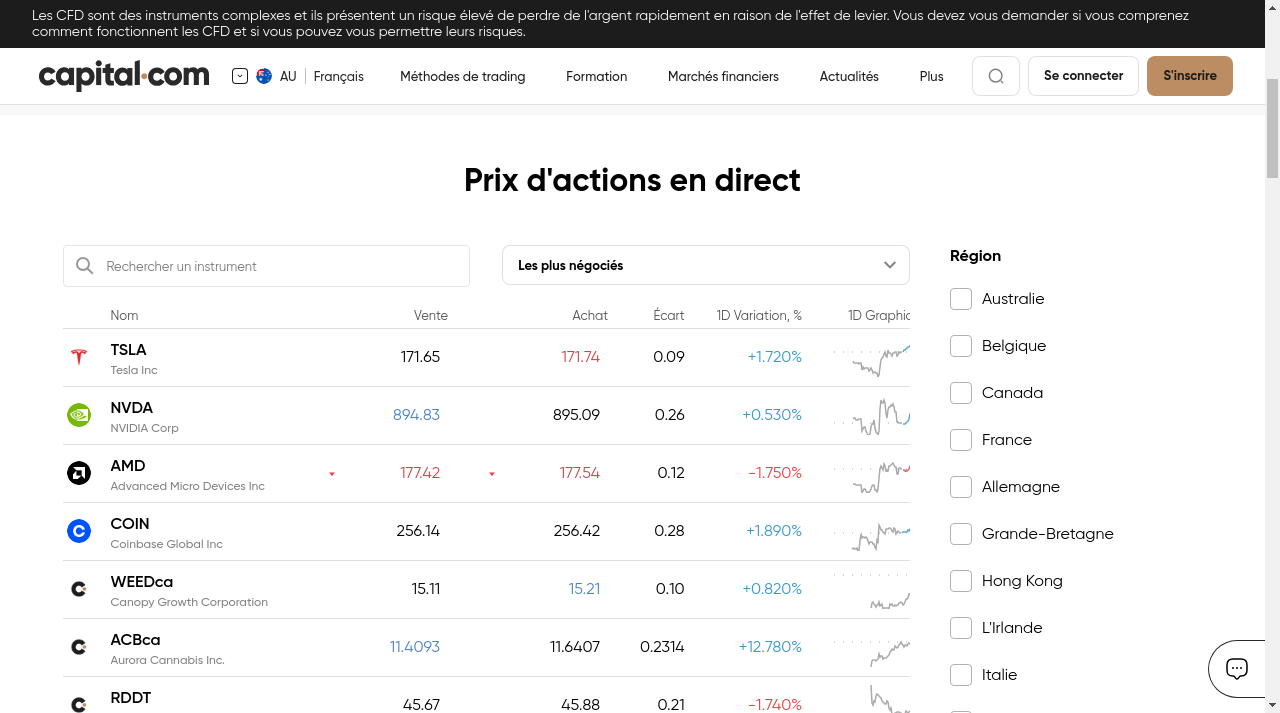 Les CFD sont des instruments complexes et ils présentent un risque élevé de perdre de l'argent rapidement en raison de l'effet de levier. Vous devez vous demander si vous comprenez
comment fonctionnent les CFD et si vous pouvez vous permettre leurs risques.
capital.com AU Français Méthodes de trading Formation Marchés financiers Actualités Plus Se connecter S'inscrire
Prix d'actions en direct
Rechercher un instrument
Les plus négociés
Nom Vente Achat Écart 1D Variation, % 1D Graphic
TSLA 171.65 171.74 0.09 +1.720%
Tesla Inc
NVDA 894.83 895.09 0.26 +0.530%
NVIDIA Corp
AMD 177.42 177.54 0.12 -1.750%
Advanced Micro Devices Inc
COIN 256.14 256.42 0.28 +1.890%
Coinbase Global Inc
WEEDca 15.11 15.21 0.10 +0.820%
Canopy Growth Corporation
ACBca 11.4093 11.6407 0.2314 +12.780%
Aurora Cannabis Inc.
RDDT 45.67 45.88 0.21 -1.740%
Région
Australie
Belgique
Canada
France
Allemagne
Grande-Bretagne
Hong Kong
L'Irlande
Italie